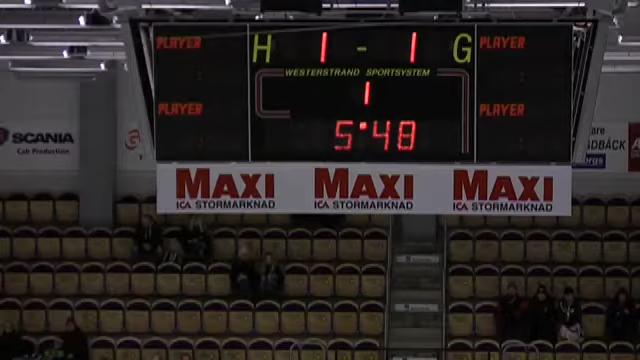 PLAYER
H 1 - 1 G
PLAYER
WESTERSTRAND SPORTSYSTEM
1
PLAYER
PLAYER
5:48
SCANIA
Cab Production
MAXI
ICA STORMARKNAD
MAXI
ICA STORMARKNAD
MAXI
ICA STORMARKNAD